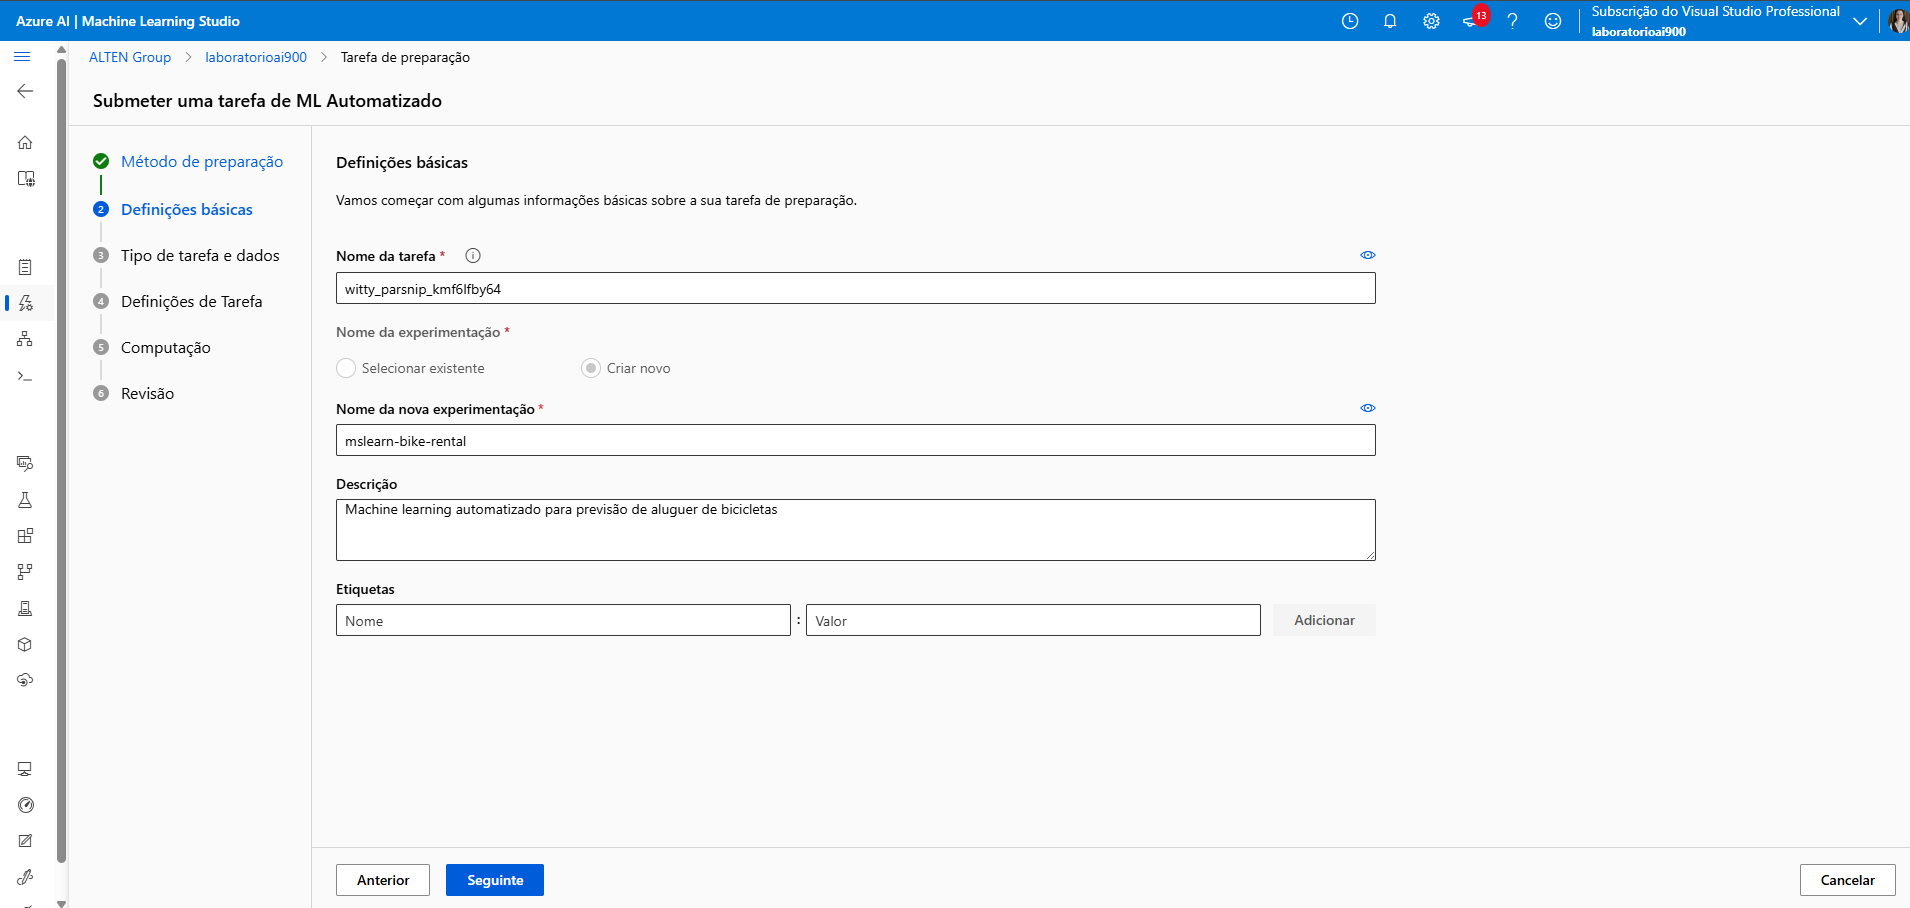 Azure AI | Machine Learning Studio
13
Subscrição do Visual Studio Professional
laboratorioai900
ALTEN Group > laboratorioai900 > Tarefa de preparação
Submeter uma tarefa de ML Automatizado
Método de preparação
2 Definições básicas
3 Tipo de tarefa e dados
4 Definições de Tarefa
5 Computação
6 Revisão
Definições básicas
Vamos começar com algumas informações básicas sobre a sua tarefa de preparação.
Nome da tarefa *
witty_parsnip_kmf6lfby64
Nome da experimentação *
Selecionar existente
Criar novo
Nome da nova experimentação *
mslearn-bike-rental
Descrição
Machine learning automatizado para previsão de aluguer de bicicletas
Etiquetas
Nome : Valor Adicionar
Anterior Seguinte Cancelar